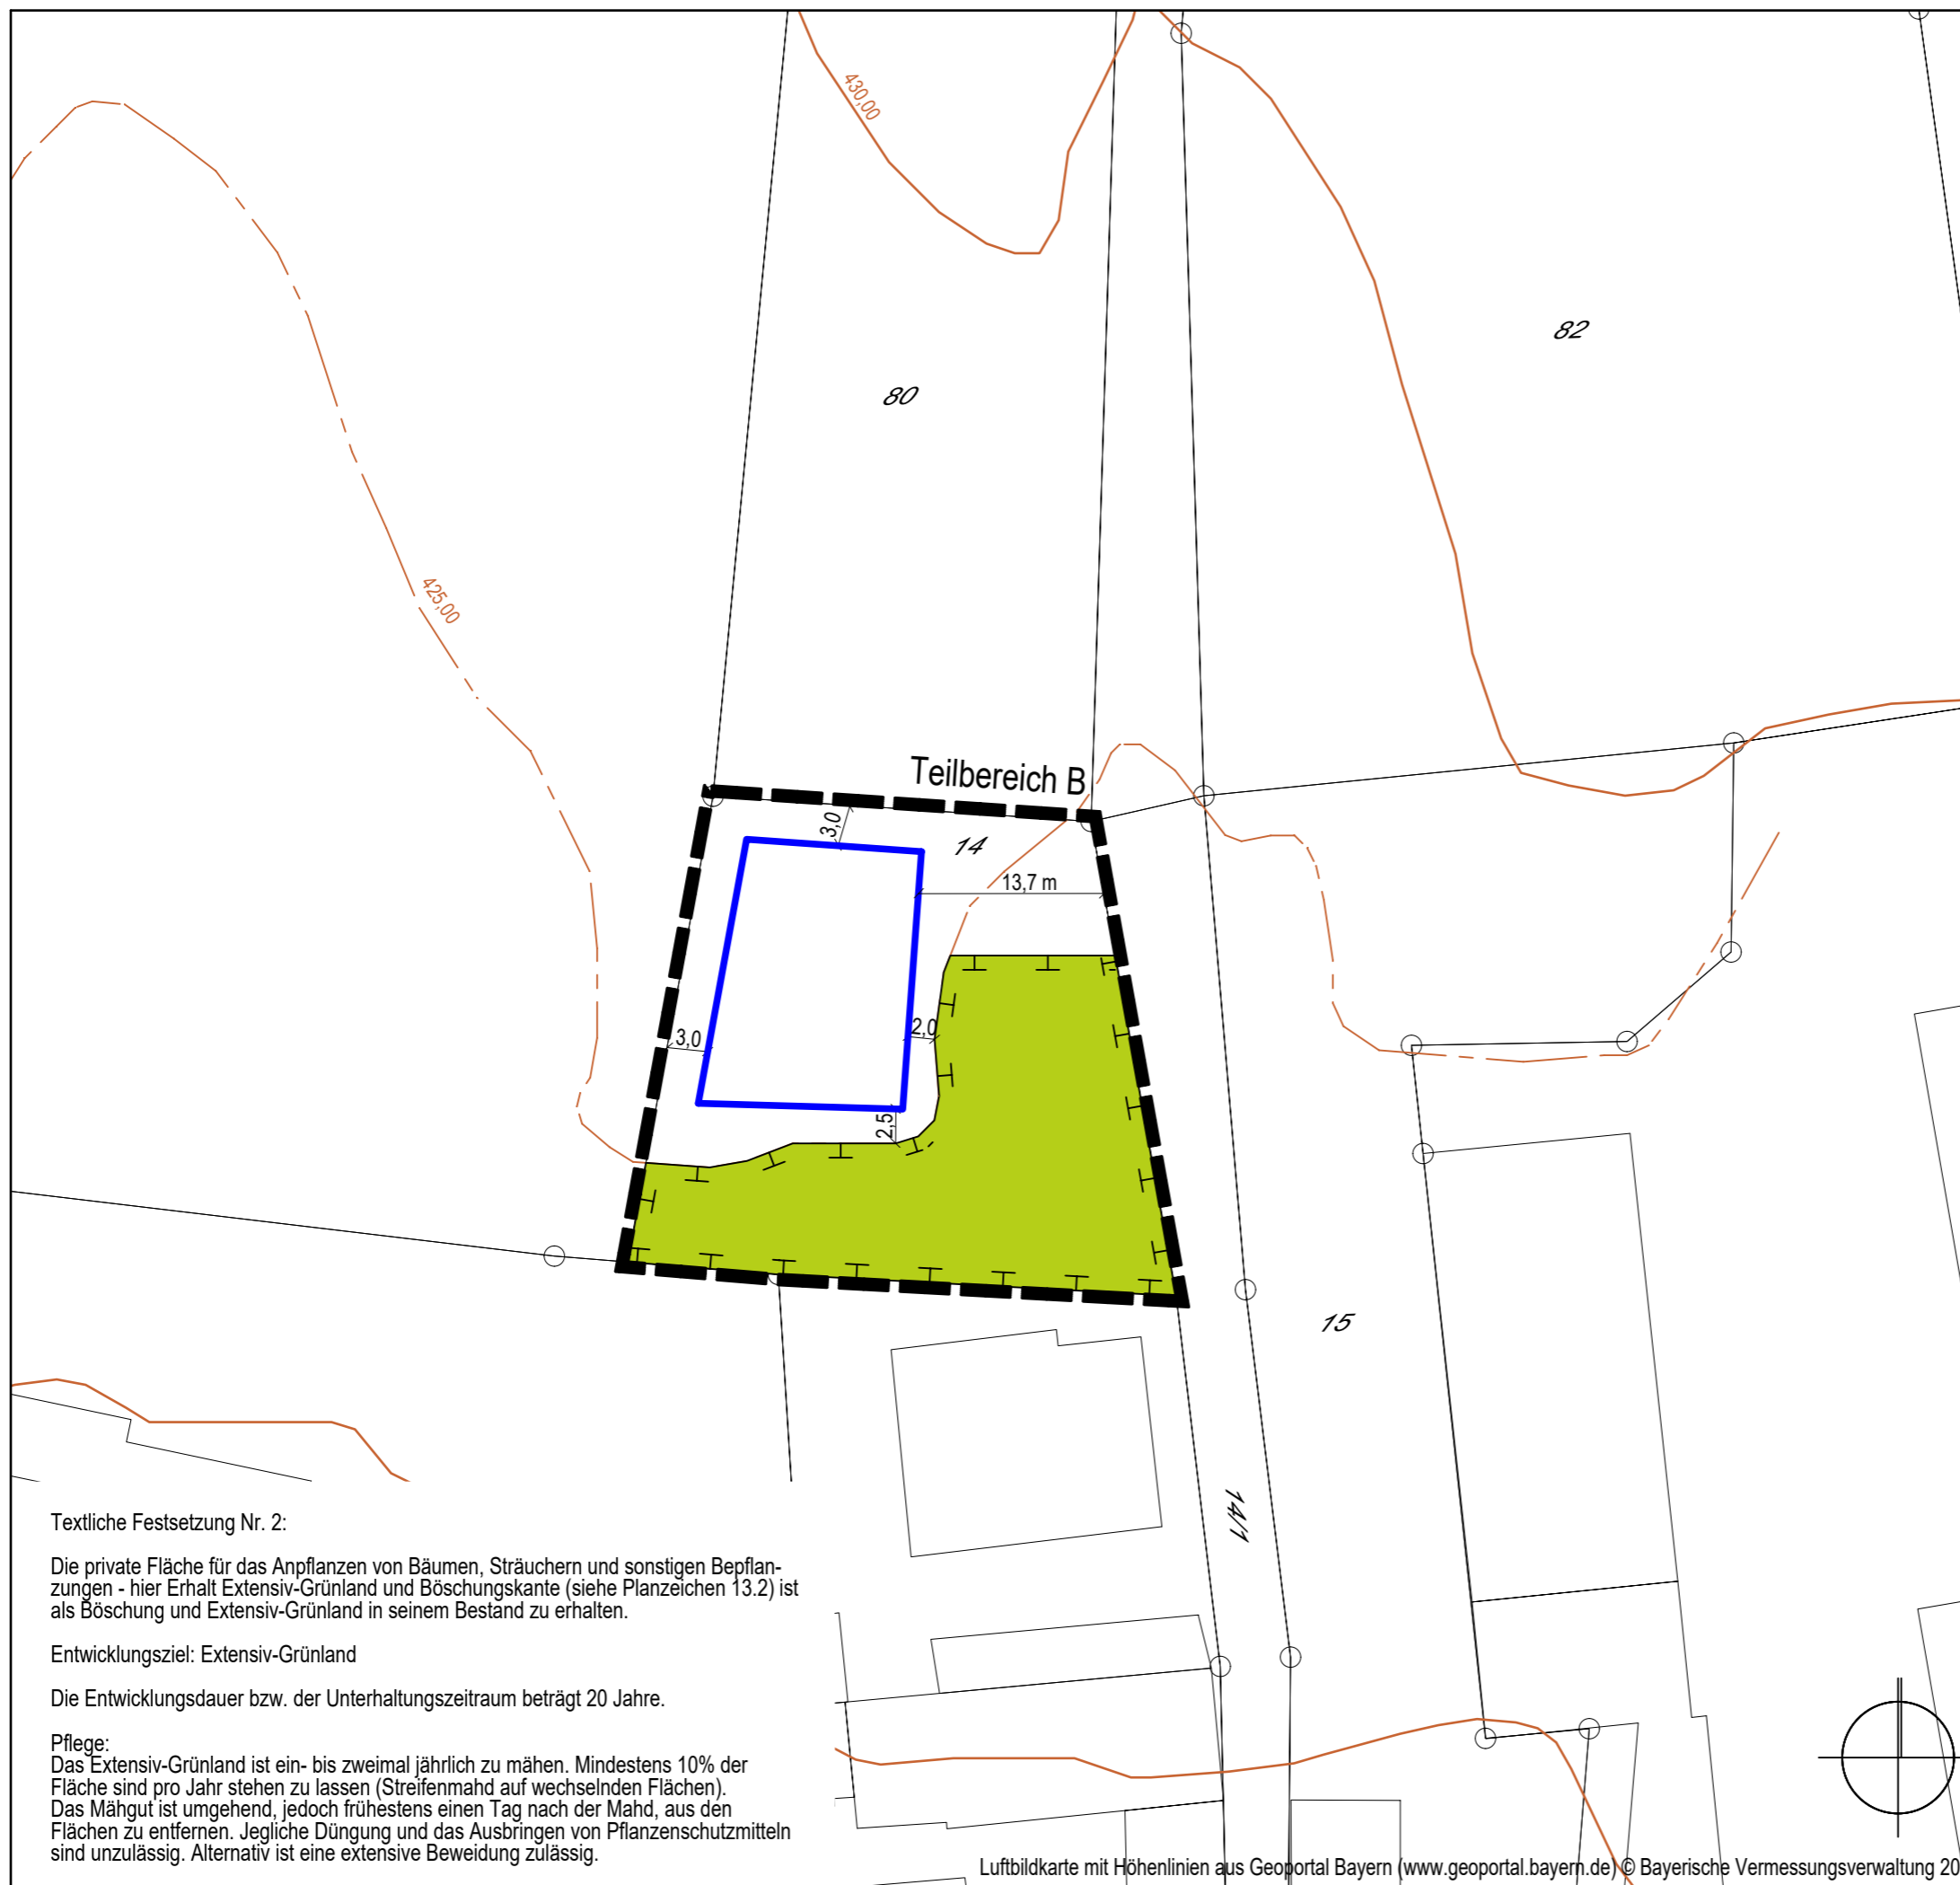 430,00
82
80
425,00
Teilbereich B
3,0
14
13,7 m
2,0
3,0
2,5
15
14/1
Textliche Festsetzung Nr. 2:
Die private Fläche für das Anpflanzen von Bäumen, Sträuchern und sonstigen Bepflan-
zungen - hier Erhalt Extensiv-Grünland und Böschungskante (siehe Planzeichen 13.2) ist
als Böschung und Extensiv-Grünland in seinem Bestand zu erhalten.
Entwicklungsziel: Extensiv-Grünland
Die Entwicklungsdauer bzw. der Unterhaltungszeitraum beträgt 20 Jahre.
Pflege:
Das Extensiv-Grünland ist ein- bis zweimal jährlich zu mähen. Mindestens 10% der
Fläche sind pro Jahr stehen zu lassen (Streifenmahd auf wechselnden Flächen).
Das Mähgut ist umgehend, jedoch frühestens einen Tag nach der Mahd, aus den
Flächen zu entfernen. Jegliche Düngung und das Ausbringen von Pflanzenschutzmitteln
sind unzulässig. Alternativ ist eine extensive Beweidung zulässig.
Luftbildkarte mit Höhenlinien aus Geoportal Bayern (www.geoportal.bayern.de) © Bayerische Vermessungsverwaltung 20